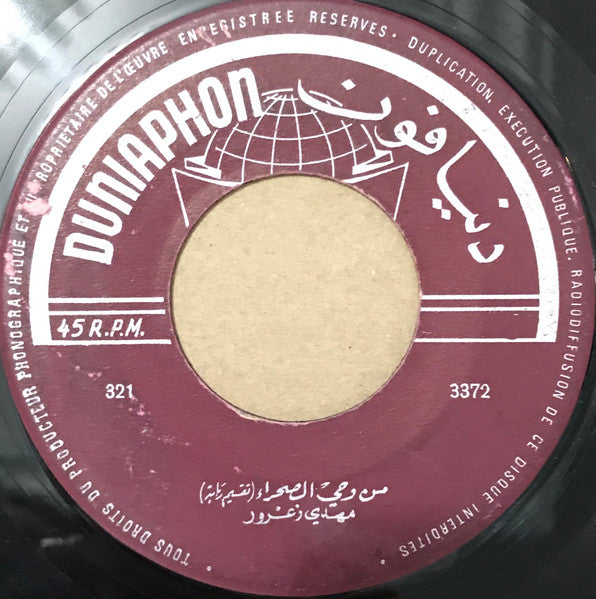 • TOUS DROITS DU PRODUCTEUR PHONOGRAPHIQUE ET DU PROPRIETAIRE DE L'ŒUVRE ENREGISTREE RESERVES • DUPLICATION, EXECUTION PUBLIQUE, RADIODIFFUSION DE CE DISQUE INTERDITES •
DUNIAPHON دنيافون
45 R.P.M.
321 3372
من وحي الصحراء (تقسيم ربابة)
مهدي زعرور